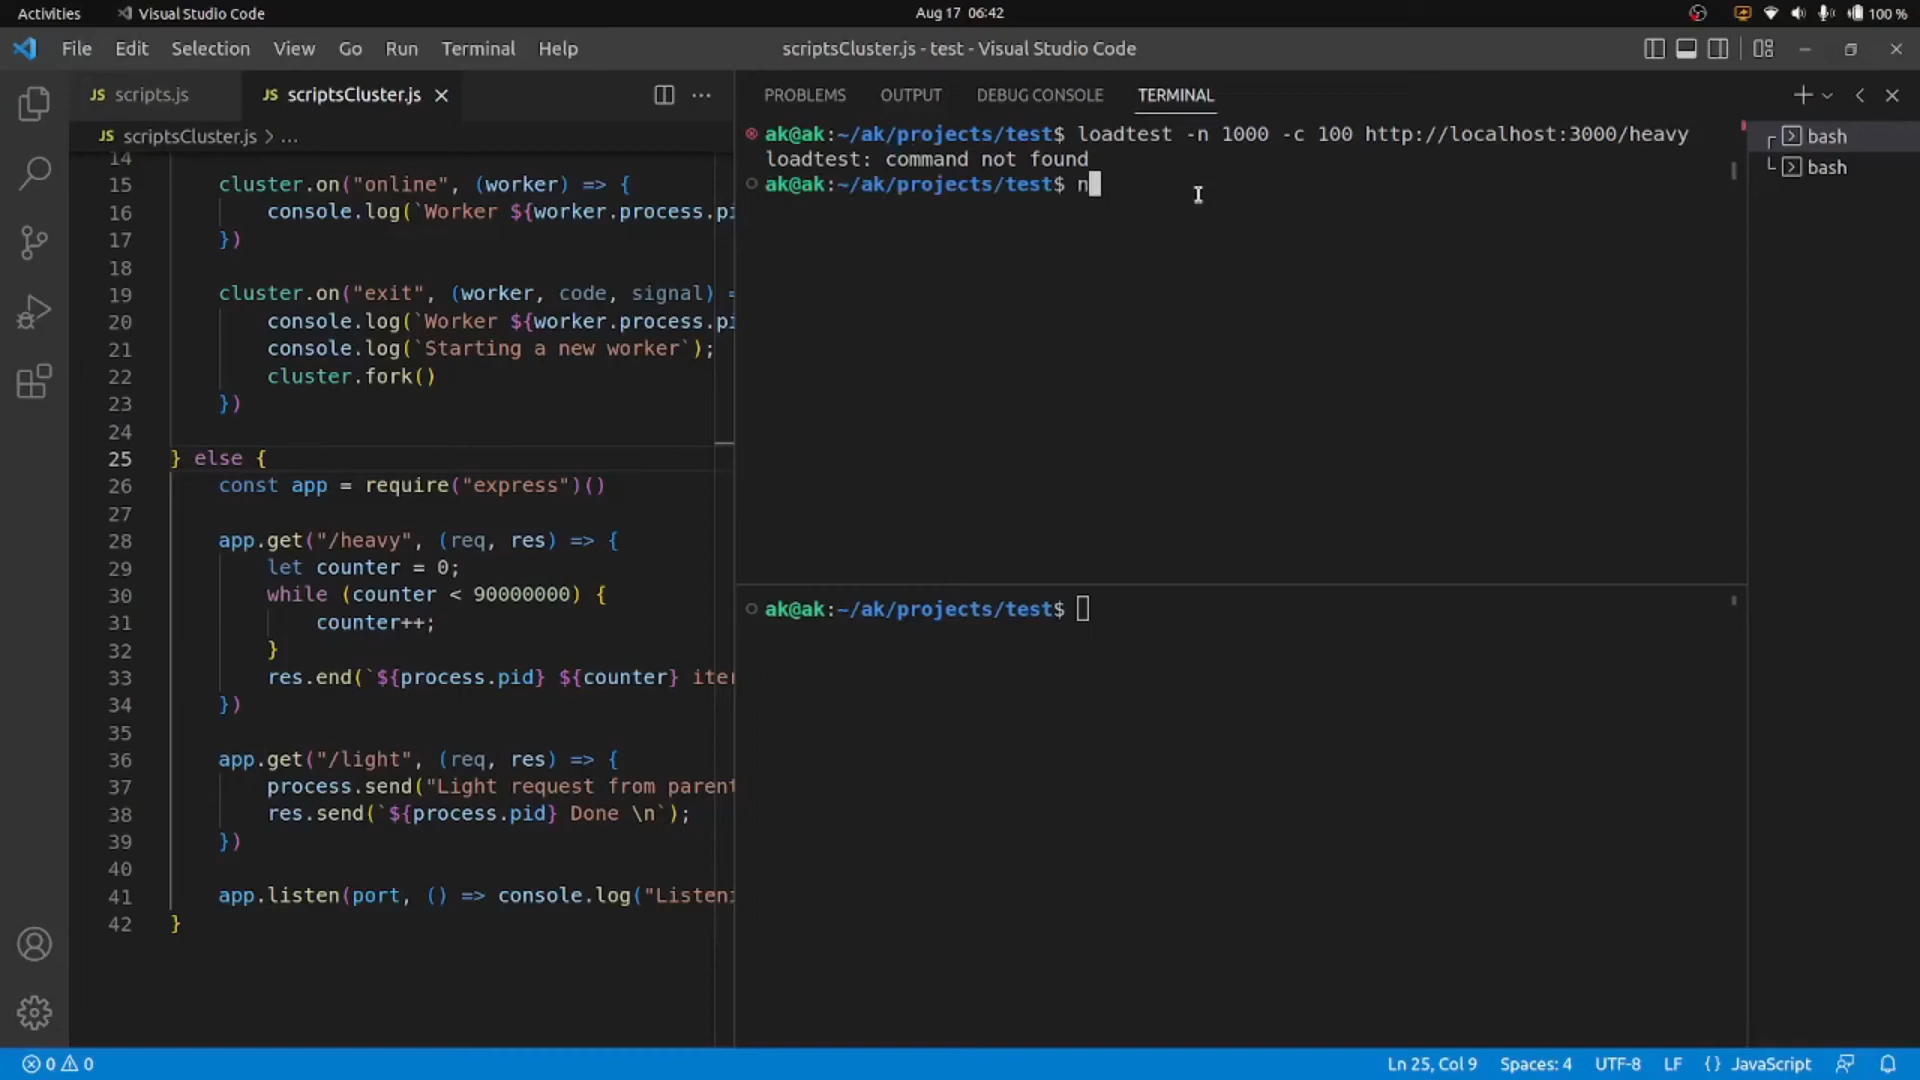 Activities
Visual Studio Code
Aug 17 06:42
100 %
File Edit Selection View Go Run Terminal Help
scriptsCluster.js - test - Visual Studio Code
JS scripts.js
JS scriptsCluster.js
JS scriptsCluster.js > ...
14
15 cluster.on("online", (worker) => {
16 console.log(`Worker ${worker.process.pi
17 })
18
19 cluster.on("exit", (worker, code, signal) =
20 console.log(`Worker ${worker.process.pi
21 console.log(`Starting a new worker`);
22 cluster.fork()
23 })
24
25 } else {
26 const app = require("express")()
27
28 app.get("/heavy", (req, res) => {
29 let counter = 0;
30 while (counter < 90000000) {
31 counter++;
32 }
33 res.end(`${process.pid} ${counter} iter
34 })
35
36 app.get("/light", (req, res) => {
37 process.send("Light request from parent
38 res.send(`${process.pid} Done \n`);
39 })
40
41 app.listen(port, () => console.log("Listeni
42 }
PROBLEMS OUTPUT DEBUG CONSOLE TERMINAL
ak@ak:~/ak/projects/test$ loadtest -n 1000 -c 100 http://localhost:3000/heavy
loadtest: command not found
ak@ak:~/ak/projects/test$ n
bash
bash
ak@ak:~/ak/projects/test$
0 0
Ln 25, Col 9 Spaces: 4 UTF-8 LF {} JavaScript